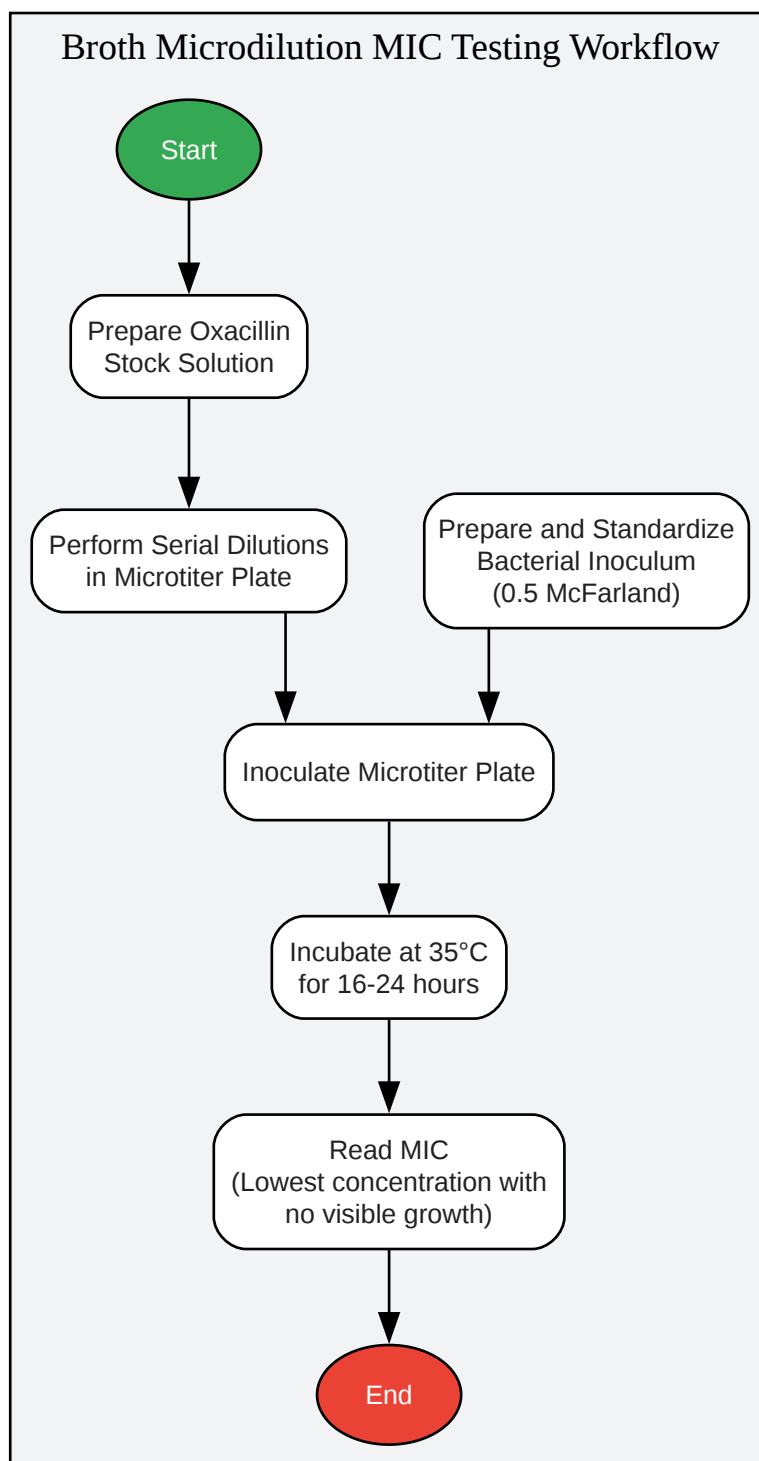 Broth Microdilution MIC Testing Workflow
Start
Prepare Oxacillin
Stock Solution
Perform Serial Dilutions
in Microtiter Plate
Prepare and Standardize
Bacterial Inoculum
(0.5 McFarland)
Inoculate Microtiter Plate
Incubate at 35°C
for 16-24 hours
Read MIC
(Lowest concentration with
no visible growth)
End